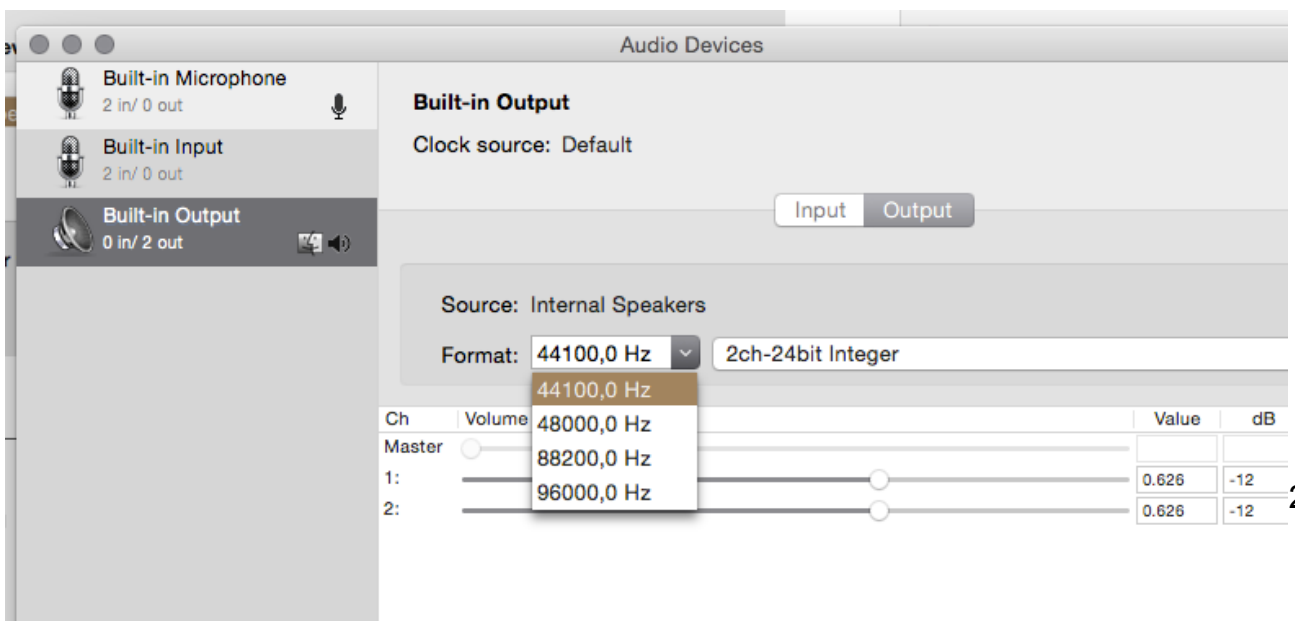 Audio Devices
Built-in Microphone
2 in/ 0 out
Built-in Input
2 in/ 0 out
Built-in Output
0 in/ 2 out
Built-in Output
Clock source: Default
Input Output
Source: Internal Speakers
Format: 44100,0 Hz 2ch-24bit Integer
44100,0 Hz
48000,0 Hz
88200,0 Hz
96000,0 Hz
Ch Volume Value dB
Master
1: 0.626 -12
2: 0.626 -12